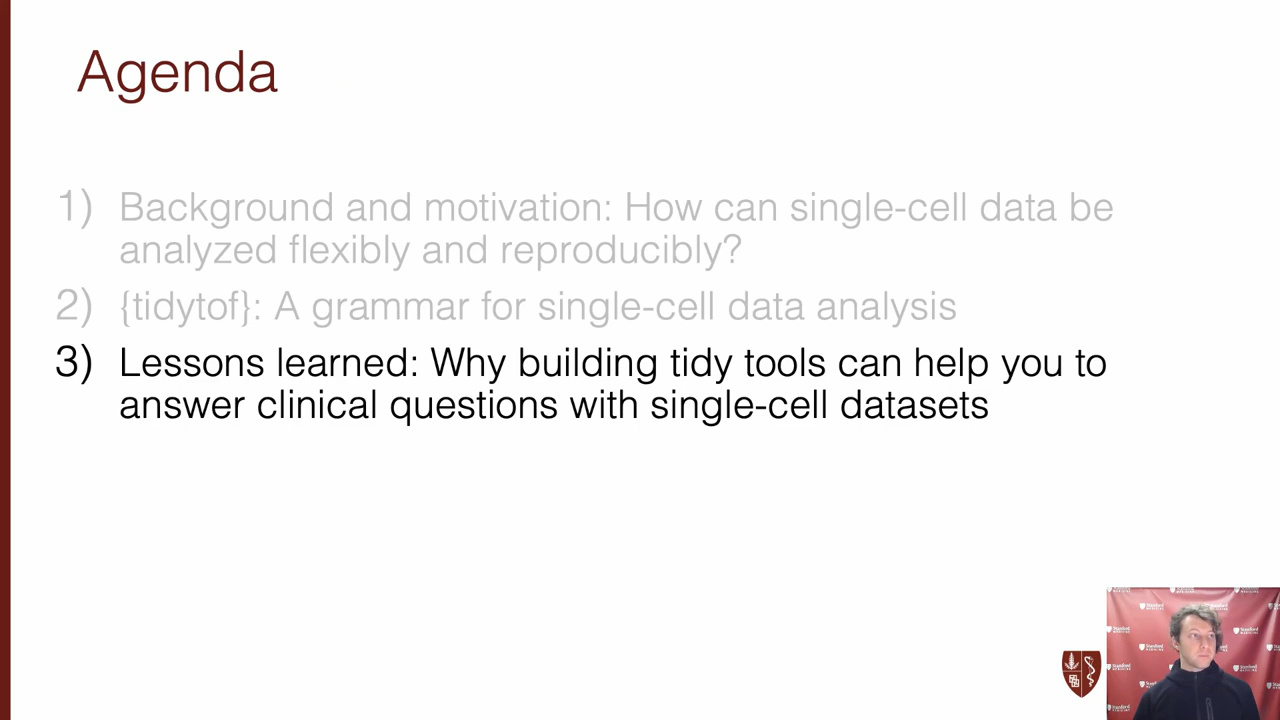 Agenda
1) Background and motivation: How can single-cell data be
analyzed flexibly and reproducibly?
2) {tidytof}: A grammar for single-cell data analysis
3) Lessons learned: Why building tidy tools can help you to
answer clinical questions with single-cell datasets
Stanford
MEDICINE